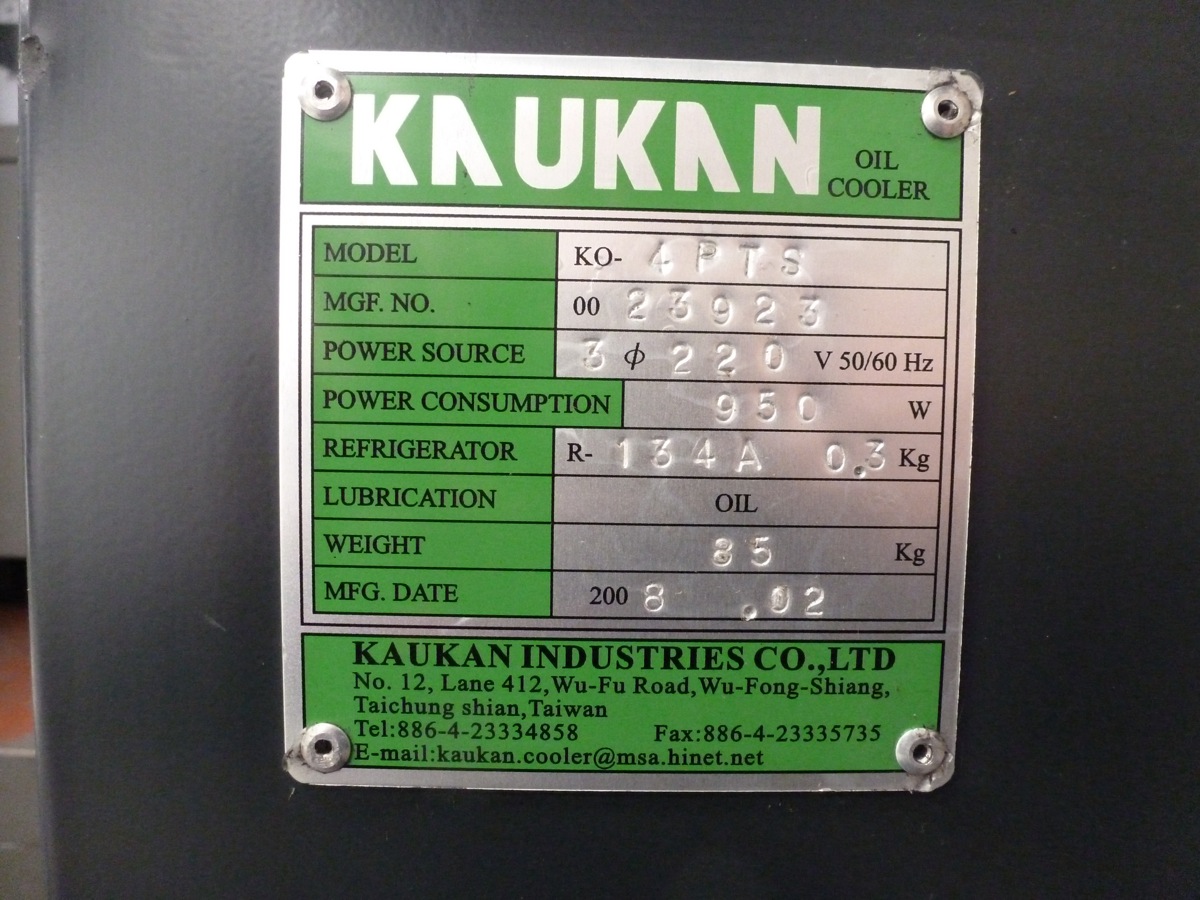 KAUKAN OIL COOLER
MODEL KO- 4PTS
MGF. NO. 00 23923
POWER SOURCE 3 ϕ 220 V 50/60 Hz
POWER CONSUMPTION 950 W
REFRIGERATOR R- 134A 0.3 Kg
LUBRICATION OIL
WEIGHT 85 Kg
MFG. DATE 200 8 .02
KAUKAN INDUSTRIES CO.,LTD
No. 12, Lane 412,Wu-Fu Road,Wu-Fong-Shiang,
Taichung shian,Taiwan
Tel:886-4-23334858 Fax:886-4-23335735
E-mail:kaukan.cooler@msa.hinet.net